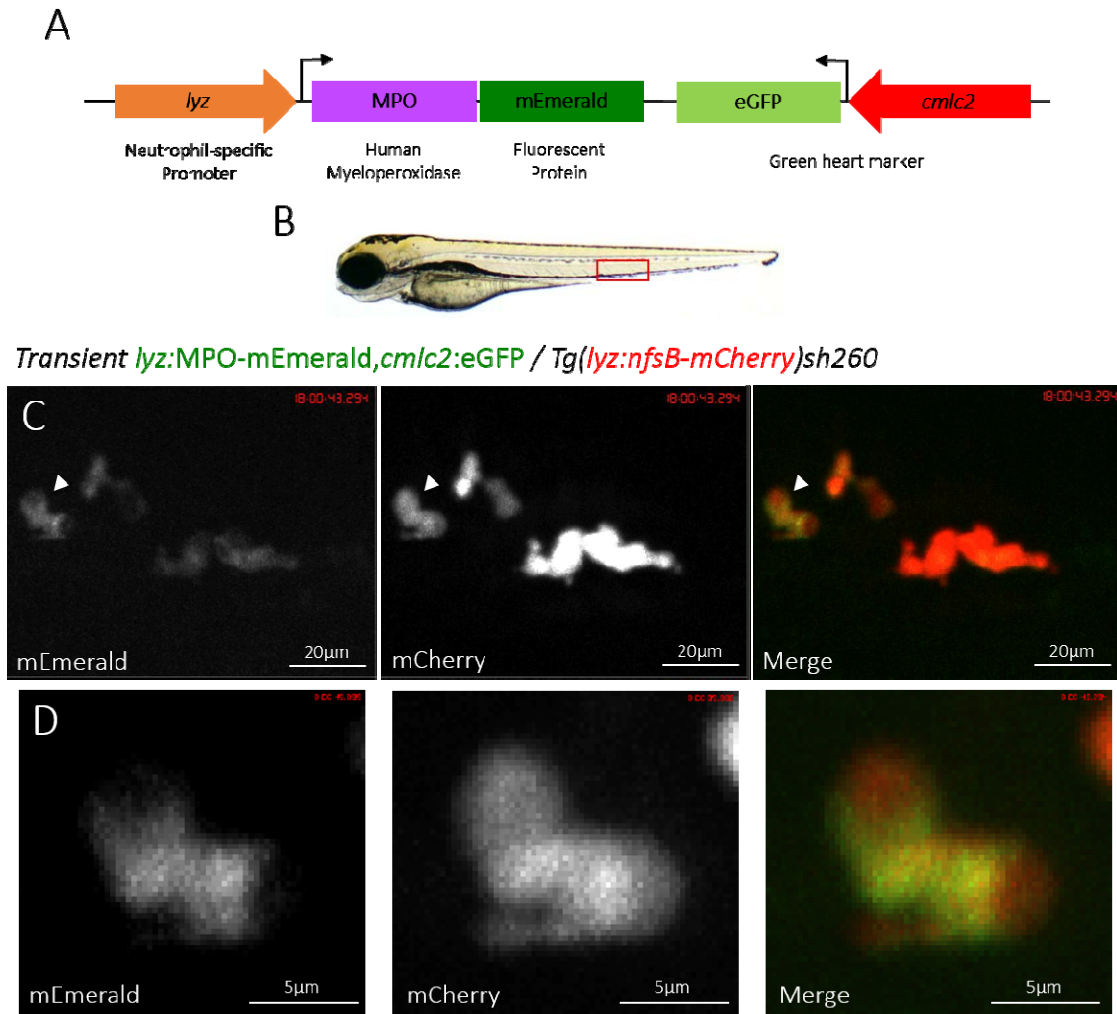 A
lyz
MPO
mEmerald
eGFP
cmlc2
Neutrophil-specific
Promoter
Human
Myeloperoxidase
Fluorescent
Protein
Green heart marker
B
Transient lyz:MPO-mEmerald,cmlc2:eGFP / Tg(lyz:nfsB-mCherry)sh260
C
18:00:43.294
mEmerald
20µm
18:00:43.294
mCherry
20µm
18:00:43.294
Merge
20µm
D
mEmerald
5µm
mCherry
5µm
Merge
5µm